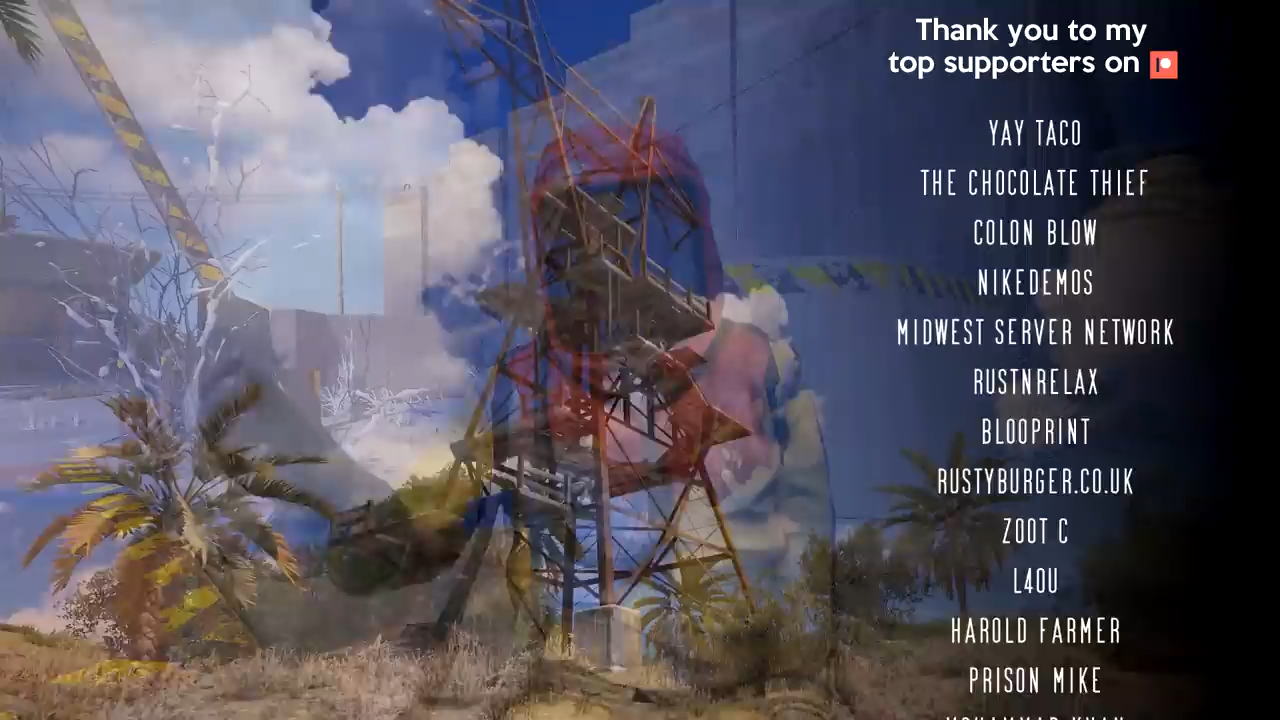 Thank you to my
top supporters on
YAY TACO
THE CHOCOLATE THIEF
COLON BLOW
NIKEDEMOS
MIDWEST SERVER NETWORK
RUSTNRELAX
BLOOPRINT
RUSTYBURGER.CO.UK
ZOOT C
L4OU
HAROLD FARMER
PRISON MIKE